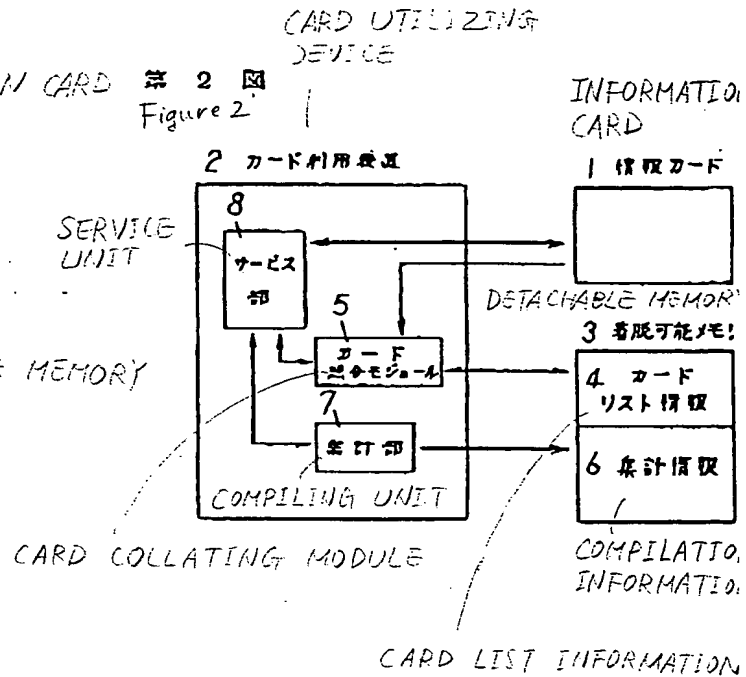 CARD UTILIZING
DEVICE
N CARD 第 2 図
Figure 2
INFORMATION
CARD
2 カード利用装置
1 情報カード
8
SERVICE
UNIT
サービス
部
DETACHABLE MEMORY
5
カード
照合モジュール
3 着脱可能メモリ
MEMORY
4 カード
リスト情報
7
集計部
6 集計情報
COMPILING UNIT
CARD COLLATING MODULE
COMPILATION
INFORMATION
CARD LIST INFORMATION